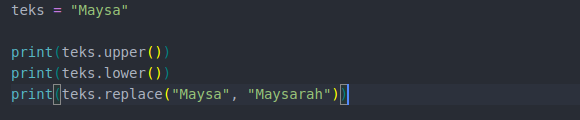 teks = "Maysa"
print(teks.upper())
print(teks.lower())
print(teks.replace("Maysa", "Maysarah"))